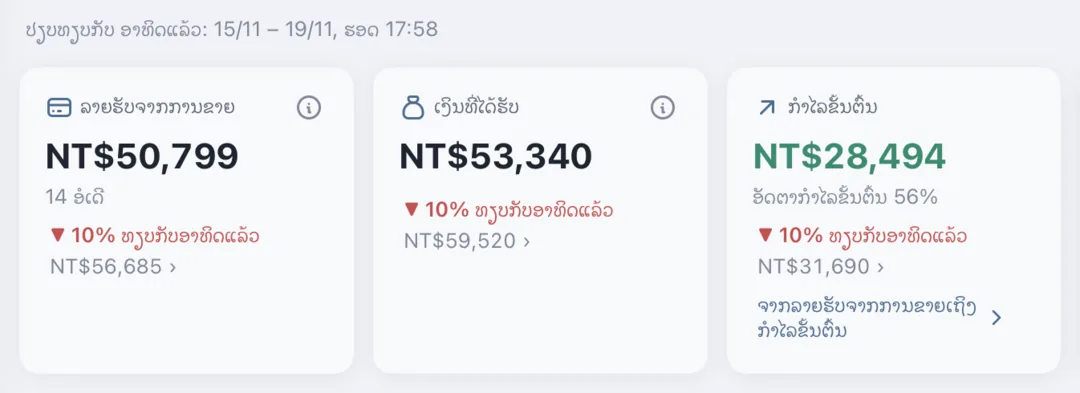 ປຽບທຽບກັບ ອາທິດແລ້ວ: 15/11 – 19/11, ຮອດ 17:58
ລາຍຮັບຈາກການຂາຍ
NT$50,799
14 ອໍເດີ
▼ 10% ທຽບກັບອາທິດແລ້ວ
NT$56,685 ›
ເງິນທີ່ໄດ້ຮັບ
NT$53,340
▼ 10% ທຽບກັບອາທິດແລ້ວ
NT$59,520 ›
ກຳໄລຂັ້ນຕົ້ນ
NT$28,494
ອັດຕາກຳໄລຂັ້ນຕົ້ນ 56%
▼ 10% ທຽບກັບອາທິດແລ້ວ
NT$31,690 ›
ຈາກລາຍຮັບຈາກການຂາຍເຖິງ
ກຳໄລຂັ້ນຕົ້ນ